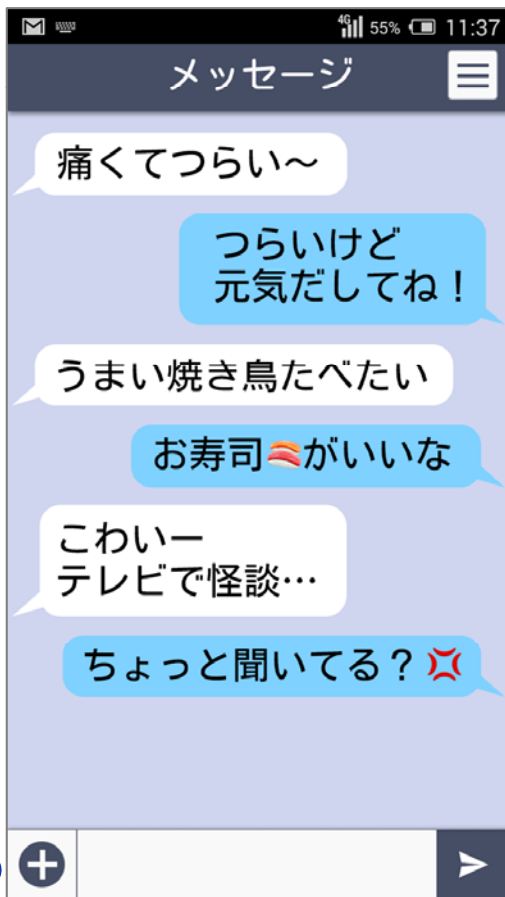 4G 55% 11:37
メッセージ
痛くてつらい～
つらいけど
元気だしてね！
うまい焼き鳥たべたい
お寿司🍣がいいな
こわいー
テレビで怪談…
ちょっと聞いてる？💢